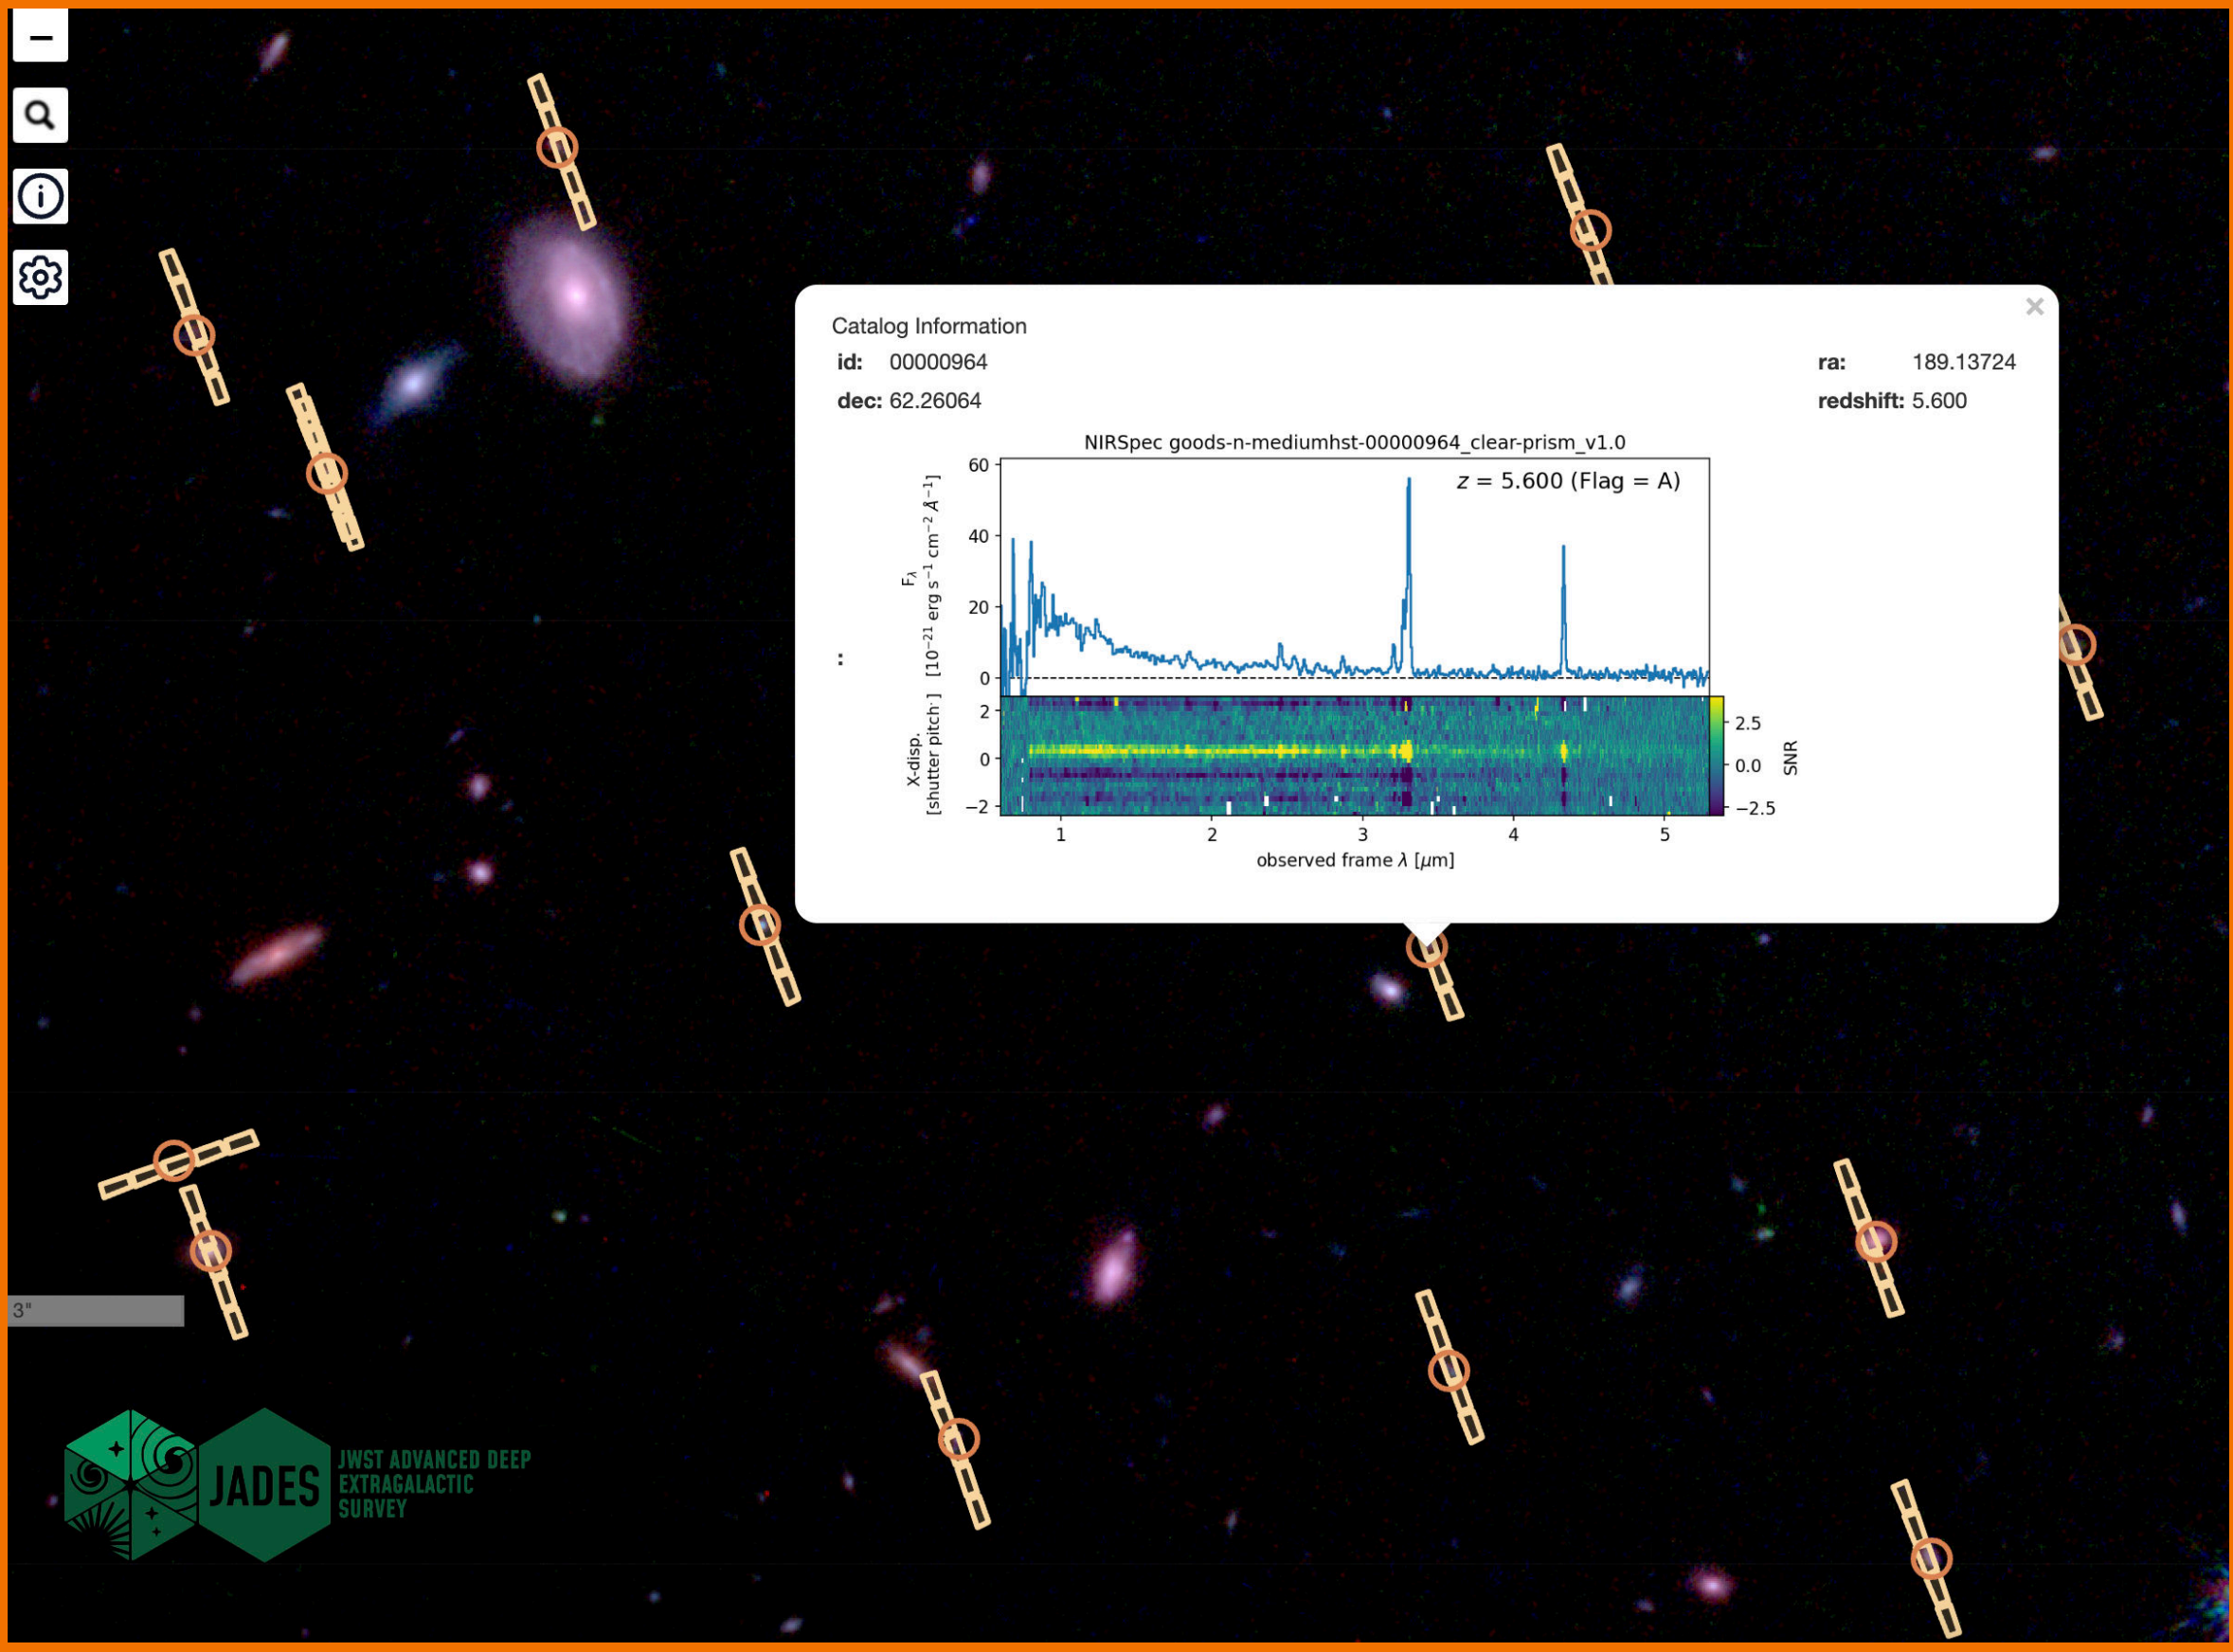 Catalog Information
id: 00000964
ra: 189.13724
dec: 62.26064
redshift: 5.600
:
NIRSpec goods-n-mediumhst-00000964_clear-prism_v1.0
z = 5.600 (Flag = A)
60
40
20
0
Fλ
[10⁻²¹ erg s⁻¹ cm⁻² Å⁻¹]
2
0
−2
X-disp.
[shutter pitch·]
2.5
0.0
−2.5
SNR
1 2 3 4 5
observed frame λ [μm]
3"
JADES
JWST ADVANCED DEEP
EXTRAGALACTIC
SURVEY